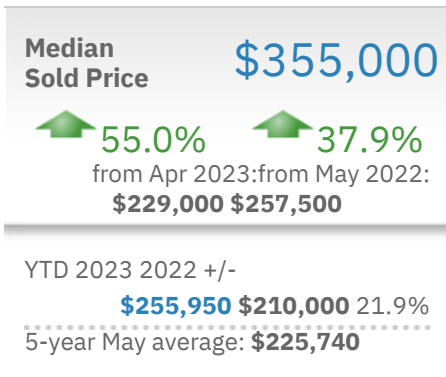 Median
Sold Price
$355,000
55.0% 37.9%
from Apr 2023:from May 2022:
$229,000 $257,500
YTD 2023 2022 +/-
$255,950 $210,000 21.9%
5-year May average: $225,740